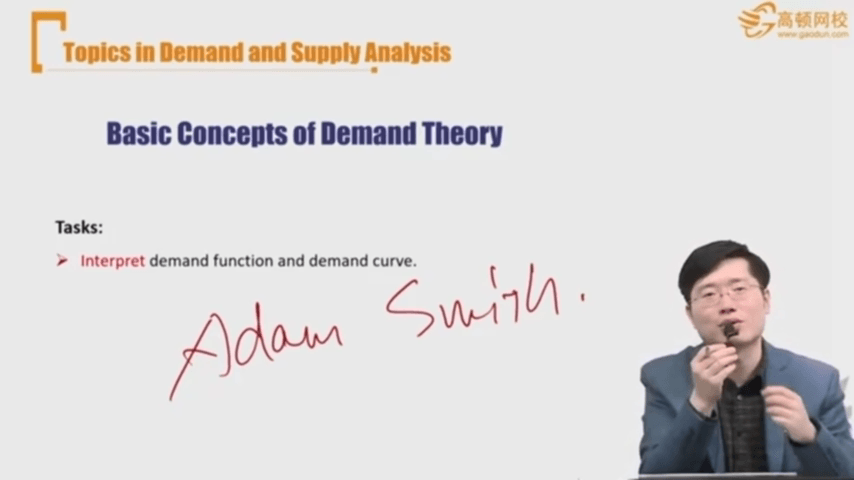 高顿网校
www.gaodun.com
Topics in Demand and Supply Analysis
Basic Concepts of Demand Theory
Tasks:
➢ Interpret demand function and demand curve.
Adam Smith.